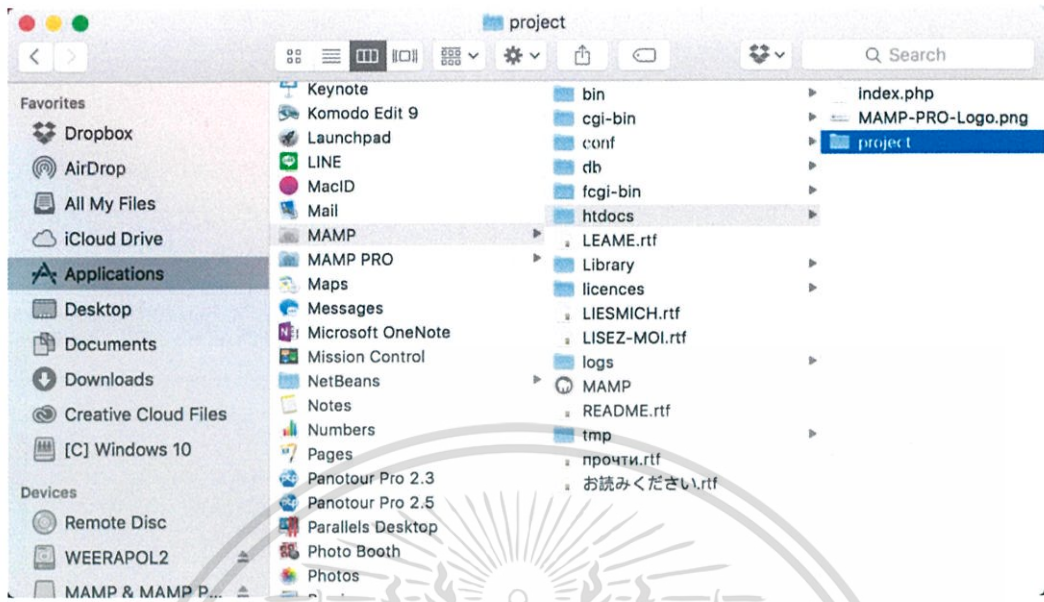 project
Search
Favorites
Dropbox
AirDrop
All My Files
iCloud Drive
Applications
Desktop
Documents
Downloads
Creative Cloud Files
[C] Windows 10
Devices
Remote Disc
WEERAPOL2
MAMP & MAMP P...
Keynote
Komodo Edit 9
Launchpad
LINE
MacID
Mail
MAMP
MAMP PRO
Maps
Messages
Microsoft OneNote
Mission Control
NetBeans
Notes
Numbers
Pages
Panotour Pro 2.3
Panotour Pro 2.5
Parallels Desktop
Photo Booth
Photos
bin
cgi-bin
conf
db
fcgi-bin
htdocs
LEAME.rtf
Library
licences
LIESMICH.rtf
LISEZ-MOI.rtf
logs
MAMP
README.rtf
tmp
прочти.rtf
お読みください.rtf
index.php
MAMP-PRO-Logo.png
project